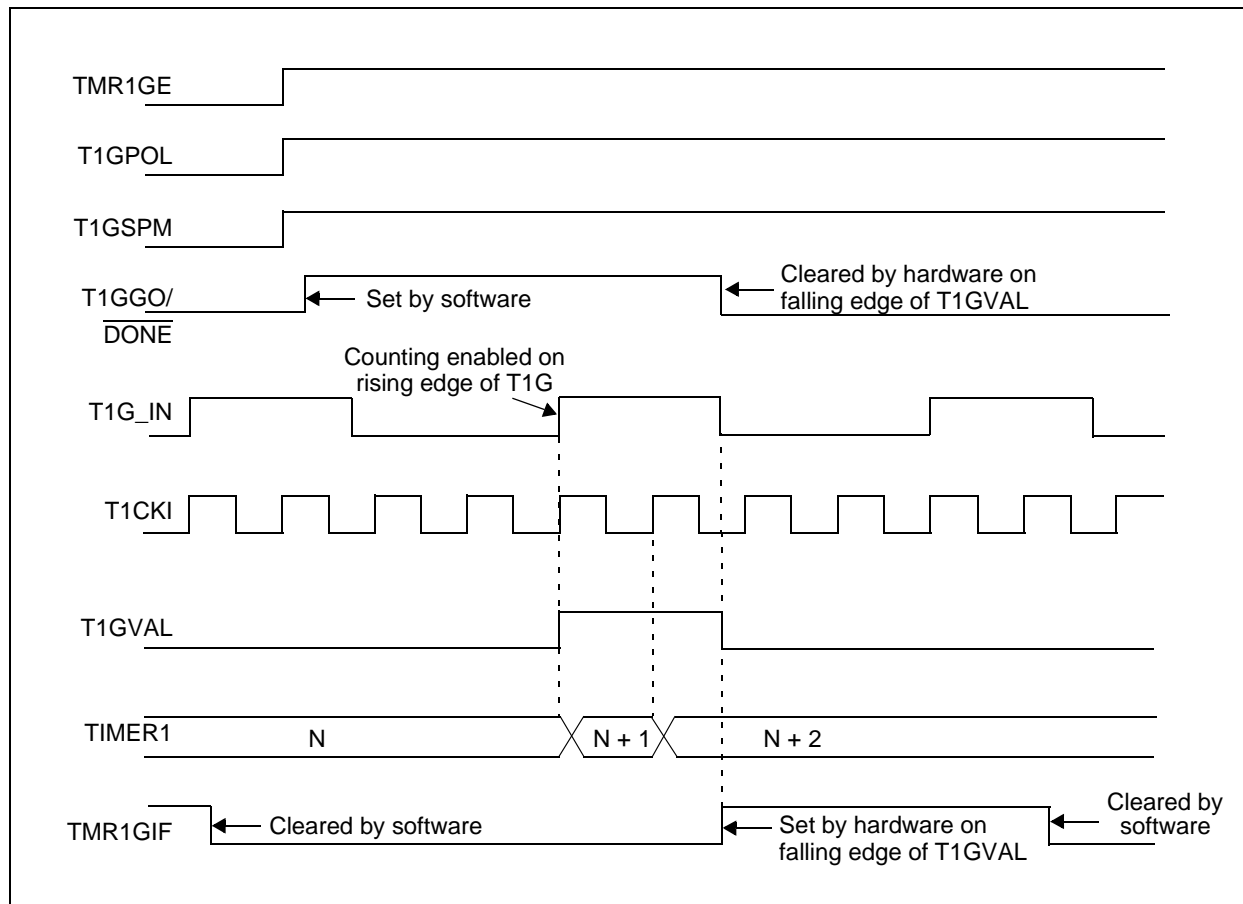 TMR1GE
T1GPOL
T1GSPM
T1GGO/
DONE
Set by software
Cleared by hardware on
falling edge of T1GVAL
Counting enabled on
rising edge of T1G
T1G_IN
T1CKI
T1GVAL
TIMER1
N
N + 1
N + 2
TMR1GIF
Cleared by software
Set by hardware on
falling edge of T1GVAL
Cleared by
software